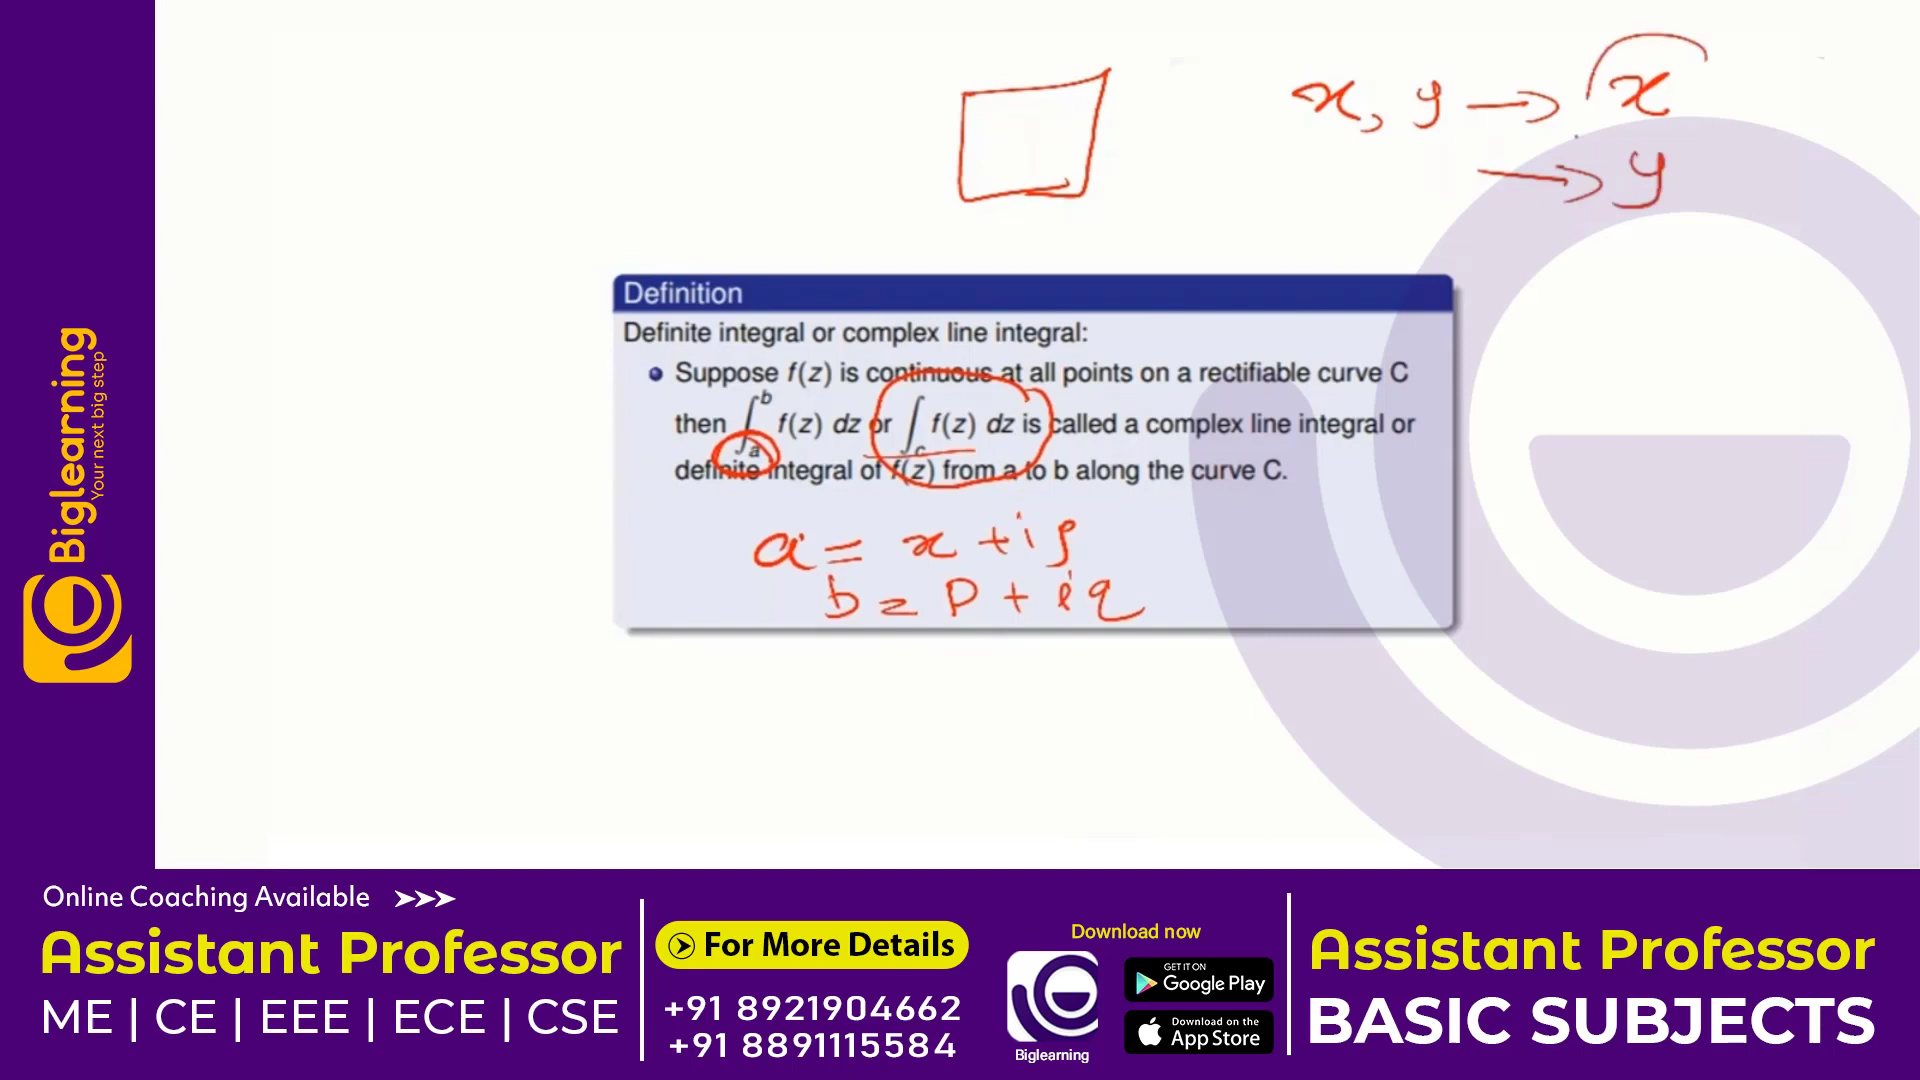 x, y → x
→ y
Definition
Definite integral or complex line integral:
Suppose f(z) is continuous at all points on a rectifiable curve C
then ∫_a^b f(z) dz or ∫_c f(z) dz is called a complex line integral or
definite integral of f(z) from a to b along the curve C.
b = p + iq
Biglearning
Your next big step
Online Coaching Available
Assistant Professor
ME | CE | EEE | ECE | CSE
For More Details
+91 8921904662
+91 8891115584
Download now
Biglearning
GET IT ON
Google Play
Download on the
App Store
Assistant Professor
BASIC SUBJECTS